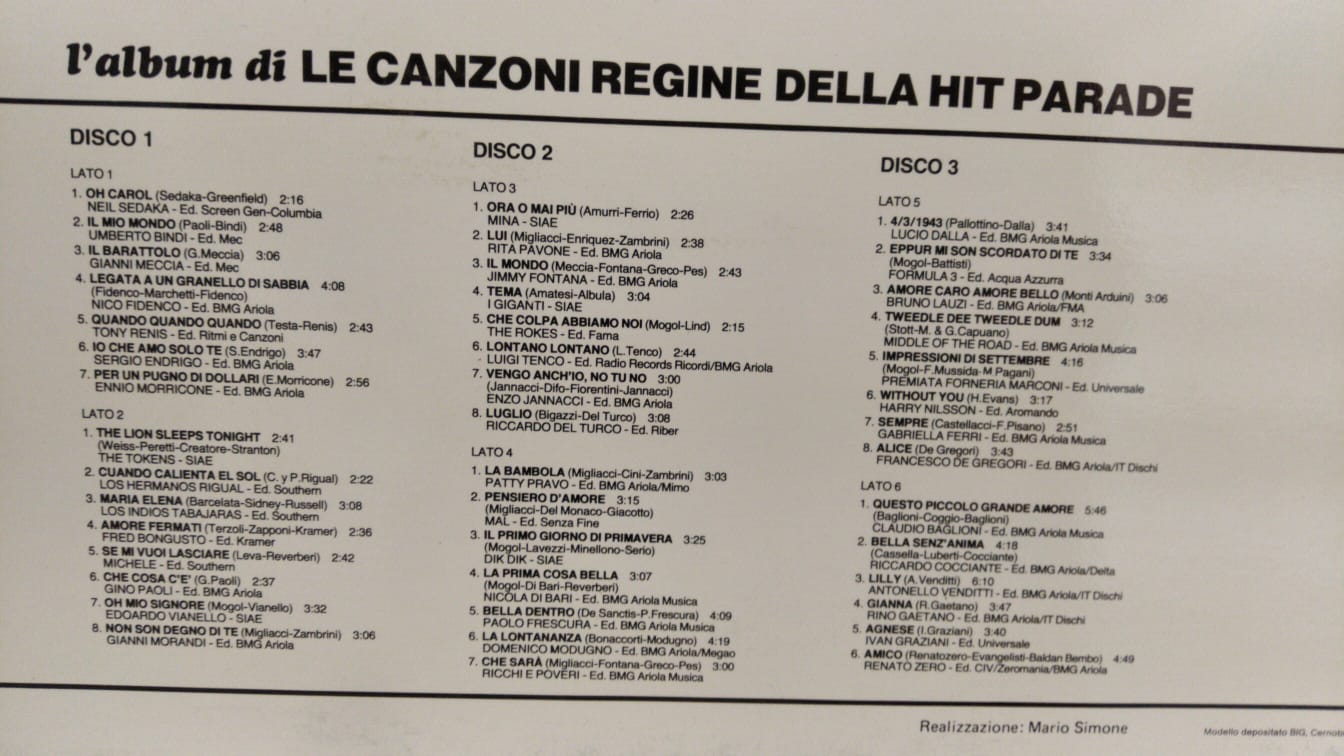 l'album di LE CANZONI REGINE DELLA HIT PARADE
DISCO 1
LATO 1
1. OH CAROL (Sedaka-Greenfield) 2:16
NEIL SEDAKA - Ed. Screen Gen-Columbia
2. IL MIO MONDO (Paoli-Bindi) 2:48
UMBERTO BINDI - Ed. Mec
3. IL BARATTOLO (G.Meccia) 3:06
GIANNI MECCIA - Ed. Mec
4. LEGATA A UN GRANELLO DI SABBIA 4:08
(Fidenco-Marchetti-Fidenco)
NICO FIDENCO - Ed. BMG Ariola
5. QUANDO QUANDO QUANDO (Testa-Renis) 2:43
TONY RENIS - Ed. Ritmi e Canzoni
6. IO CHE AMO SOLO TE (S.Endrigo) 3:47
SERGIO ENDRIGO - Ed. BMG Ariola
7. PER UN PUGNO DI DOLLARI (E.Morricone) 2:56
ENNIO MORRICONE - Ed. BMG Ariola
LATO 2
1. THE LION SLEEPS TONIGHT 2:41
(Weiss-Peretti-Creatore-Stranton)
THE TOKENS - SIAE
2. CUANDO CALIENTA EL SOL (C. y P.Rigual) 2:22
LOS HERMANOS RIGUAL - Ed. Southern
3. MARIA ELENA (Barcelata-Sidney-Russell) 3:08
LOS INDIOS TABAJARAS - Ed. Southern
4. AMORE FERMATI (Terzoli-Zapponi-Kramer) 2:36
FRED BONGUSTO - Ed. Kramer
5. SE MI VUOI LASCIARE (Leva-Reverberi) 2:42
MICHELE - Ed. Southern
6. CHE COSA C'E' (G.Paoli) 2:37
GINO PAOLI - Ed. BMG Ariola
7. OH MIO SIGNORE (Mogol-Vianello) 3:32
EDOARDO VIANELLO - SIAE
8. NON SON DEGNO DI TE (Migliacci-Zambrini) 3:06
GIANNI MORANDI - Ed. BMG Ariola
DISCO 2
LATO 3
1. ORA O MAI PIÙ (Amurri-Ferrio) 2:26
MINA - SIAE
2. LUI (Migliacci-Enriquez-Zambrini) 2:38
RITA PAVONE - Ed. BMG Ariola
3. IL MONDO (Meccia-Fontana-Greco-Pes) 2:43
JIMMY FONTANA - Ed. BMG Ariola
4. TEMA (Amatesi-Albula) 3:04
I GIGANTI - SIAE
5. CHE COLPA ABBIAMO NOI (Mogol-Lind) 2:15
THE ROKES - Ed. Fama
6. LONTANO LONTANO (L.Tenco) 2:44
LUIGI TENCO - Ed. Radio Records Ricordi/BMG Ariola
7. VENGO ANCH'IO, NO TU NO 3:00
(Jannacci-Difo-Fiorentini-Jannacci)
ENZO JANNACCI - Ed. BMG Ariola
8. LUGLIO (Bigazzi-Del Turco) 3:08
RICCARDO DEL TURCO - Ed. Riber
LATO 4
1. LA BAMBOLA (Migliacci-Cini-Zambrini) 3:03
PATTY PRAVO - Ed. BMG Ariola/Mimo
2. PENSIERO D'AMORE 3:15
(Migliacci-Del Monaco-Giacotto)
MAL - Ed. Senza Fine
3. IL PRIMO GIORNO DI PRIMAVERA 3:25
(Mogol-Lavezzi-Minellono-Serio)
DIK DIK - SIAE
4. LA PRIMA COSA BELLA 3:07
(Mogol-Di Bari-Reverberi)
NICOLA DI BARI - Ed. BMG Ariola Musica
5. BELLA DENTRO (De Sanctis-P.Frescura) 4:09
PAOLO FRESCURA - Ed. BMG Ariola Musica
6. LA LONTANANZA (Bonaccorti-Modugno) 4:19
DOMENICO MODUGNO - Ed. BMG Ariola/Megao
7. CHE SARÀ (Migliacci-Fontana-Greco-Pes) 3:00
RICCHI E POVERI - Ed. BMG Ariola Musica
DISCO 3
LATO 5
1. 4/3/1943 (Pallottino-Dalla) 3:41
LUCIO DALLA - Ed. BMG Ariola Musica
2. EPPUR MI SON SCORDATO DI TE 3:34
(Mogol-Battisti)
FORMULA 3 - Ed. Acqua Azzurra
3. AMORE CARO AMORE BELLO (Monti Arduini) 3:06
BRUNO LAUZI - Ed. BMG Ariola/FMA
4. TWEEDLE DEE TWEEDLE DUM 3:12
(Stott-M. & G.Capuano)
MIDDLE OF THE ROAD - Ed. BMG Ariola Musica
5. IMPRESSIONI DI SETTEMBRE 4:16
(Mogol-F.Mussida-M Pagani)
PREMIATA FORNERIA MARCONI - Ed. Universale
6. WITHOUT YOU (H.Evans) 3:17
HARRY NILSSON - Ed. Aromando
7. SEMPRE (Castellacci-F.Pisano) 2:51
GABRIELLA FERRI - Ed. BMG Ariola Musica
8. ALICE (De Gregori) 3:43
FRANCESCO DE GREGORI - Ed. BMG Ariola/IT Dischi
LATO 6
1. QUESTO PICCOLO GRANDE AMORE 5:46
(Baglioni-Coggio-Baglioni)
CLAUDIO BAGLIONI - Ed. BMG Ariola Musica
2. BELLA SENZ'ANIMA 4:18
(Cassella-Luberti-Cocciante)
RICCARDO COCCIANTE - Ed. BMG Ariola/Delta
3. LILLY (A.Venditti) 6:10
ANTONELLO VENDITTI - Ed. BMG Ariola/IT Dischi
4. GIANNA (R.Gaetano) 3:47
RINO GAETANO - Ed. BMG Ariola/IT Dischi
5. AGNESE (I.Graziani) 3:40
IVAN GRAZIANI - Ed. Universale
6. AMICO (Renatozero-Evangelisti-Baldan Bembo) 4:49
RENATO ZERO - Ed. CIV/Zeromania/BMG Ariola
Realizzazione: Mario Simone
Modello depositato BIG, Cernu